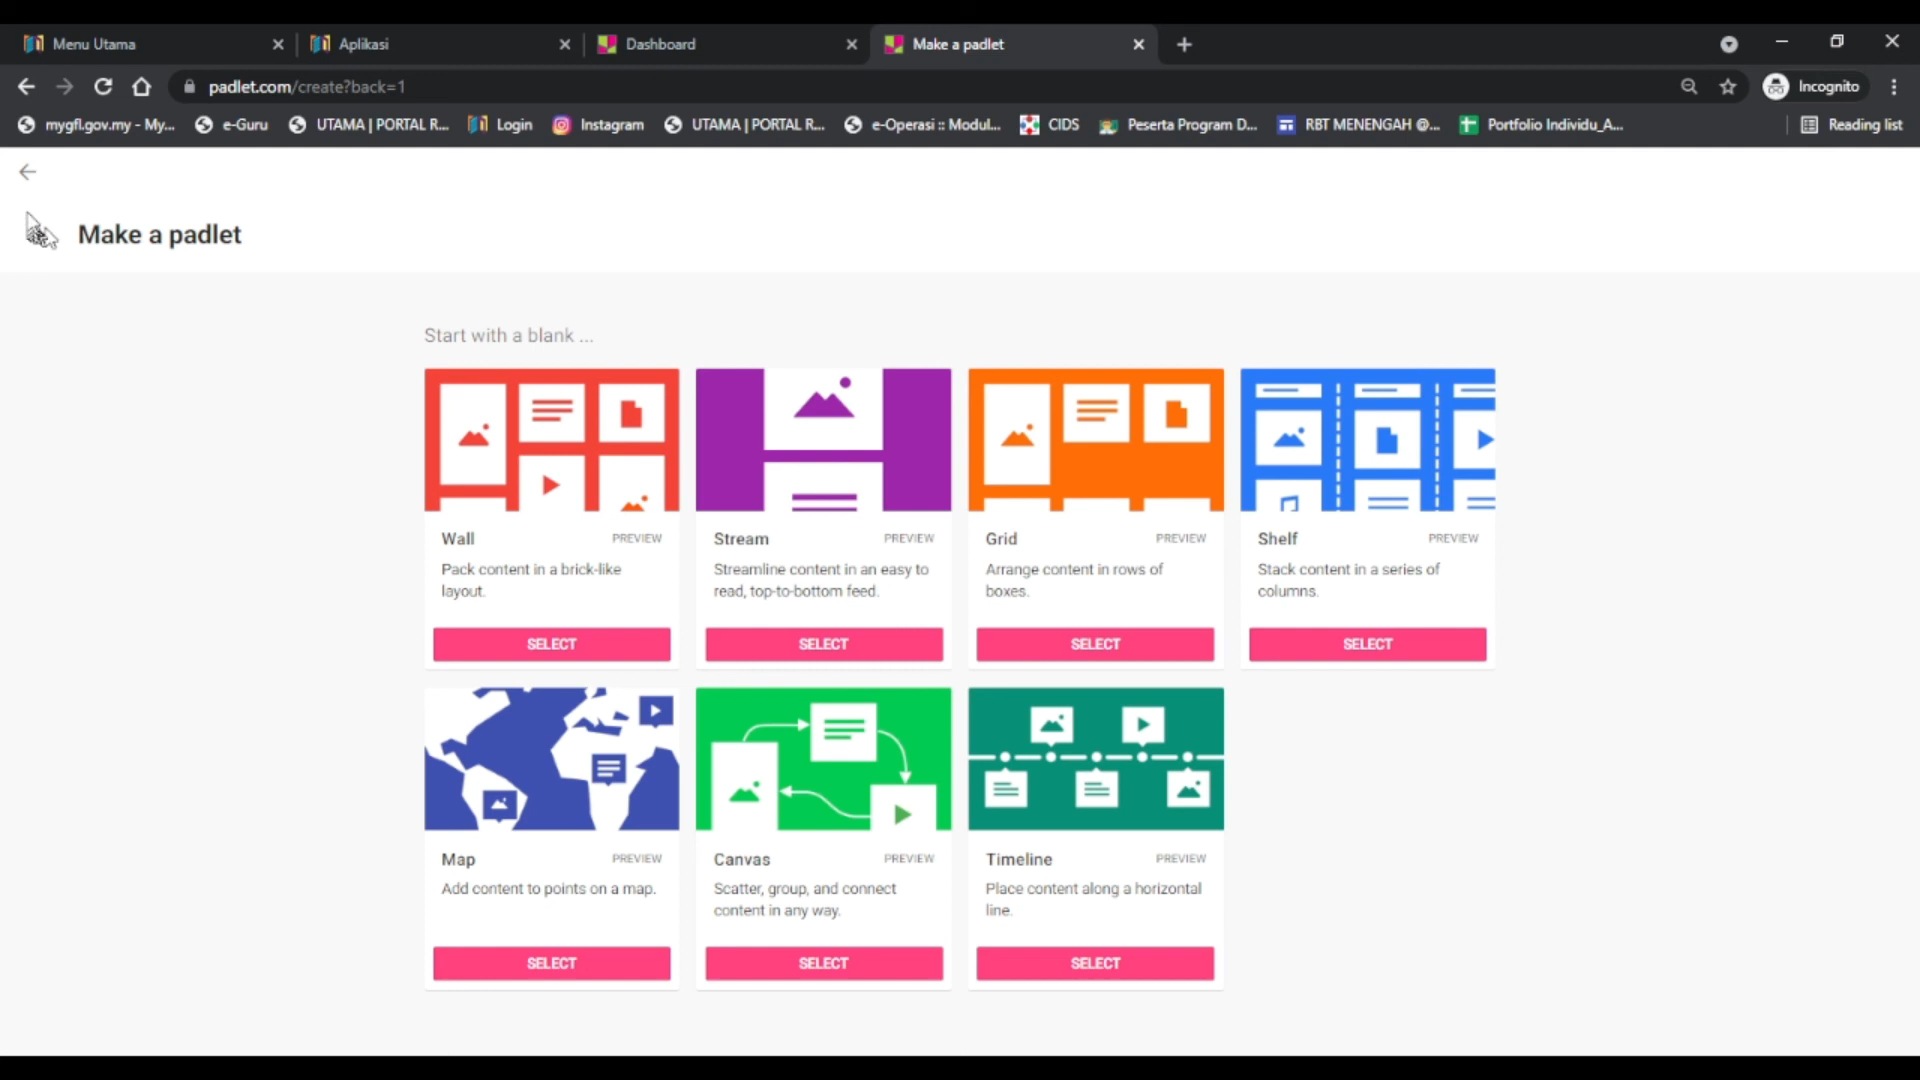 Menu Utama
Aplikasi
Dashboard
Make a padlet
padlet.com/create?back=1
Incognito
mygfl.gov.my - My...
e-Guru
UTAMA | PORTAL R...
Login
Instagram
UTAMA | PORTAL R...
e-Operasi :: Modul...
CIDS
Peserta Program D...
RBT MENENGAH @...
Portfolio Individu_A...
Reading list
Make a padlet
Start with a blank ...
Wall PREVIEW
Pack content in a brick-like
layout.
SELECT
Stream PREVIEW
Streamline content in an easy to
read, top-to-bottom feed.
SELECT
Grid PREVIEW
Arrange content in rows of
boxes.
SELECT
Shelf PREVIEW
Stack content in a series of
columns.
SELECT
Map PREVIEW
Add content to points on a map.
SELECT
Canvas PREVIEW
Scatter, group, and connect
content in any way.
SELECT
Timeline PREVIEW
Place content along a horizontal
line.
SELECT